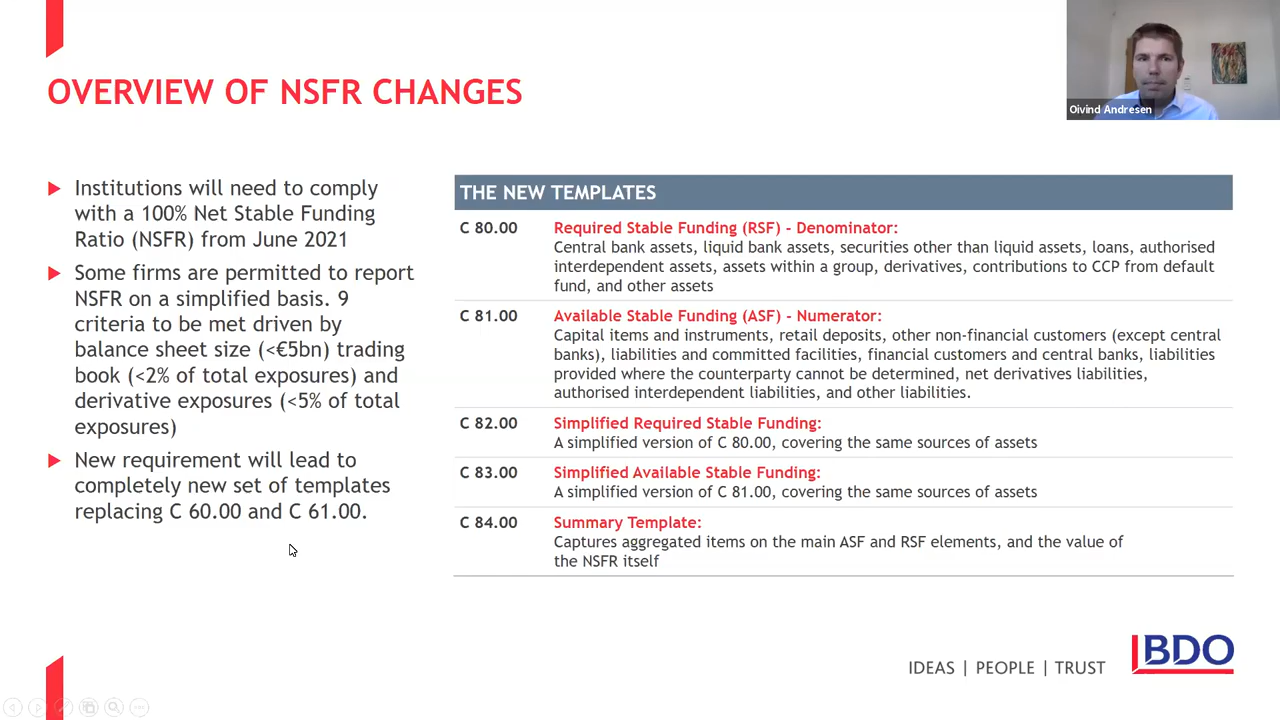 OVERVIEW OF NSFR CHANGES
Oivind Andresen
Institutions will need to comply
with a 100% Net Stable Funding
Ratio (NSFR) from June 2021
Some firms are permitted to report
NSFR on a simplified basis. 9
criteria to be met driven by
balance sheet size (<€5bn) trading
book (<2% of total exposures) and
derivative exposures (<5% of total
exposures)
New requirement will lead to
completely new set of templates
replacing C 60.00 and C 61.00.
THE NEW TEMPLATES
C 80.00 Required Stable Funding (RSF) - Denominator:
Central bank assets, liquid bank assets, securities other than liquid assets, loans, authorised
interdependent assets, assets within a group, derivatives, contributions to CCP from default
fund, and other assets
C 81.00 Available Stable Funding (ASF) - Numerator:
Capital items and instruments, retail deposits, other non-financial customers (except central
banks), liabilities and committed facilities, financial customers and central banks, liabilities
provided where the counterparty cannot be determined, net derivatives liabilities,
authorised interdependent liabilities, and other liabilities.
C 82.00 Simplified Required Stable Funding:
A simplified version of C 80.00, covering the same sources of assets
C 83.00 Simplified Available Stable Funding:
A simplified version of C 81.00, covering the same sources of assets
C 84.00 Summary Template:
Captures aggregated items on the main ASF and RSF elements, and the value of
the NSFR itself
IDEAS | PEOPLE | TRUST
BDO